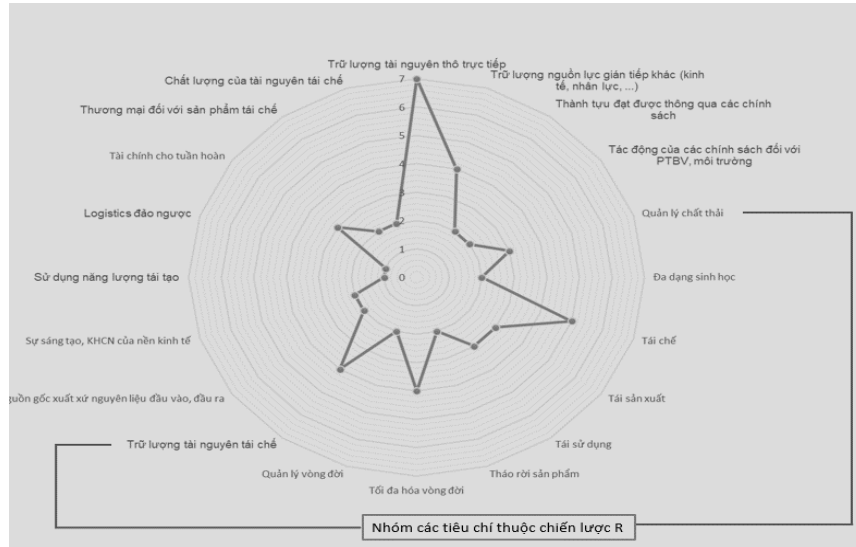 Trữ lượng tài nguyên thô trực tiếp
Trữ lượng nguồn lực gián tiếp khác (kinh
tế, nhân lực, ...)
Thành tựu đạt được thông qua các chính
sách
Tác động của các chính sách đối với
PTBV, môi trường
Quản lý chất thải
Đa dạng sinh học
Tái chế
Tái sản xuất
Tái sử dụng
Tháo rời sản phẩm
Tối đa hóa vòng đời
Quản lý vòng đời
Trữ lượng tài nguyên tái chế
guồn gốc xuất xứ nguyên liệu đầu vào, đầu ra
Sự sáng tạo, KHCN của nền kinh tế
Sử dụng năng lượng tái tạo
Logistics đảo ngược
Tài chính cho tuần hoàn
Thương mại đối với sản phẩm tái chế
Chất lượng của tài nguyên tái chế
7
6
5
4
3
2
1
0
Nhóm các tiêu chí thuộc chiến lược R